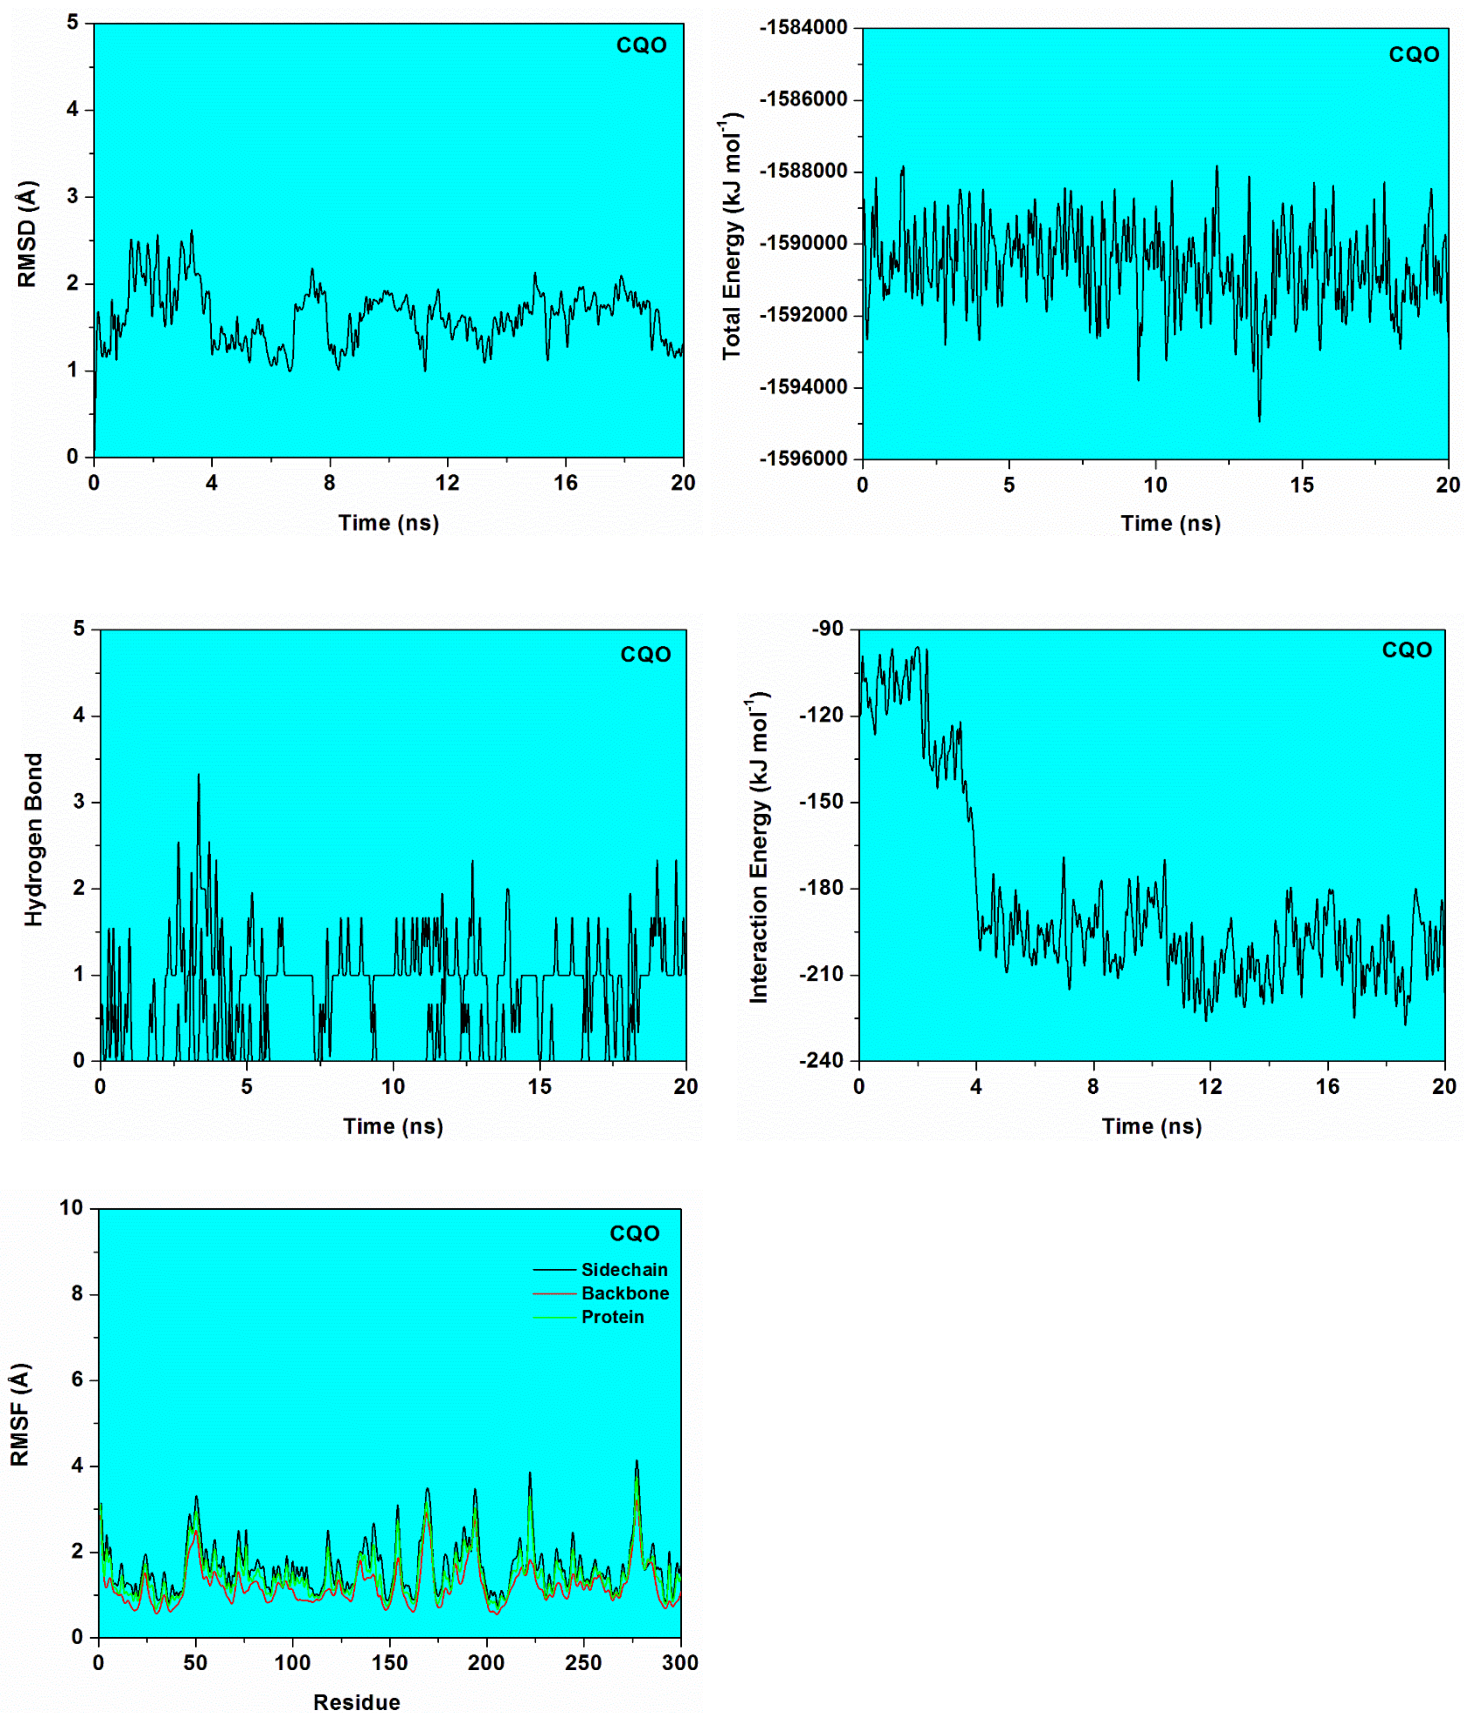 5
4
3
2
1
0
RMSD (Å)
CQO
0 4 8 12 16 20
Time (ns)
-1584000
-1586000
-1588000
-1590000
-1592000
-1594000
-1596000
Total Energy (kJ mol⁻¹)
CQO
0 5 10 15 20
Time (ns)
5
4
3
2
1
0
Hydrogen Bond
CQO
0 5 10 15 20
Time (ns)
-90
-120
-150
-180
-210
-240
Interaction Energy (kJ mol⁻¹)
CQO
0 4 8 12 16 20
Time (ns)
10
8
6
4
2
0
RMSF (Å)
CQO
Sidechain
Backbone
Protein
0 50 100 150 200 250 300
Residue